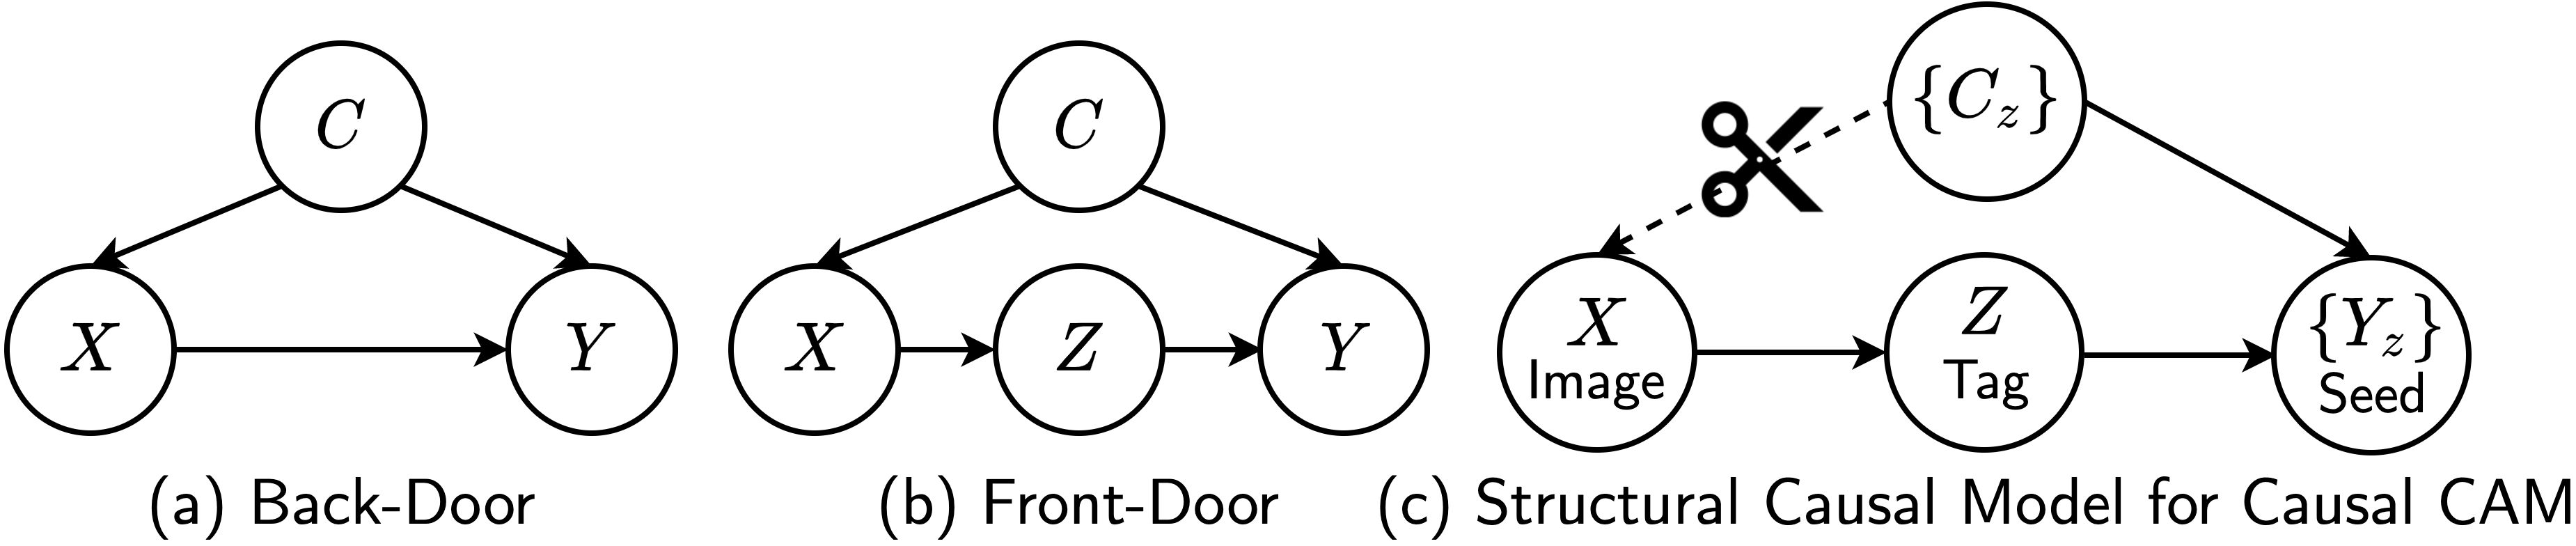 C
X
Y
(a) Back-Door
C
X
Z
Y
(b) Front-Door
{C_z}
X
Image
Z
Tag
{Y_z}
Seed
(c) Structural Causal Model for Causal CAM